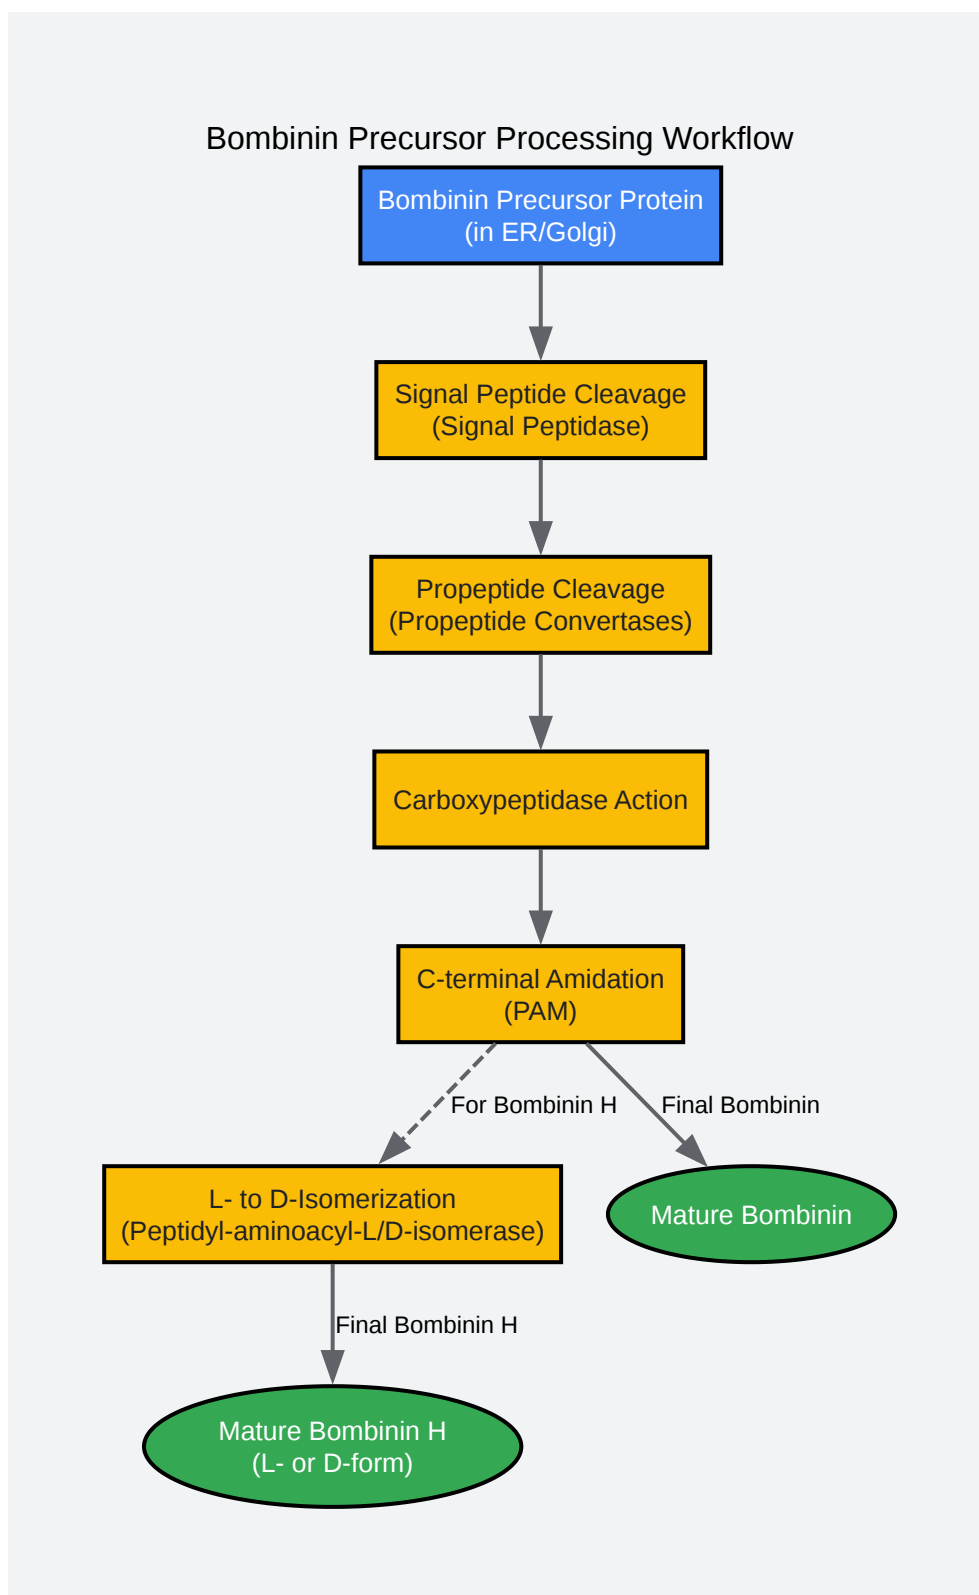 Bombinin Precursor Processing Workflow
Bombinin Precursor Protein
(in ER/Golgi)
Signal Peptide Cleavage
(Signal Peptidase)
Propeptide Cleavage
(Propeptide Convertases)
Carboxypeptidase Action
C-terminal Amidation
(PAM)
For Bombinin H
Final Bombinin
L- to D-Isomerization
(Peptidyl-aminoacyl-L/D-isomerase)
Mature Bombinin
Final Bombinin H
Mature Bombinin H
(L- or D-form)